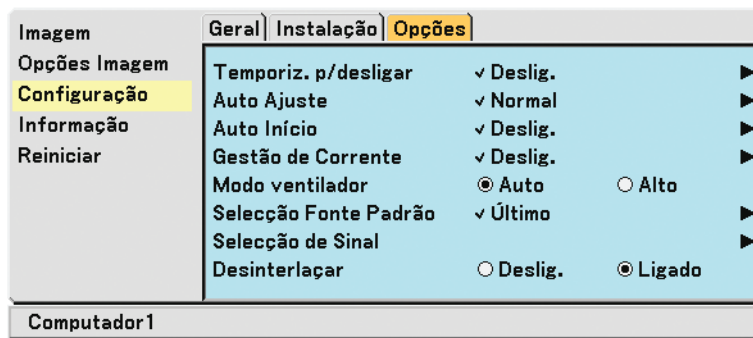 Imagem
Opções Imagem
Configuração
Informação
Reiniciar
Geral Instalação Opções
Temporiz. p/desligar Deslig.
Auto Ajuste Normal
Auto Início Deslig.
Gestão de Corrente Deslig.
Modo ventilador Auto Alto
Selecção Fonte Padrão Último
Selecção de Sinal
Desinterlaçar Deslig. Ligado
Computador1